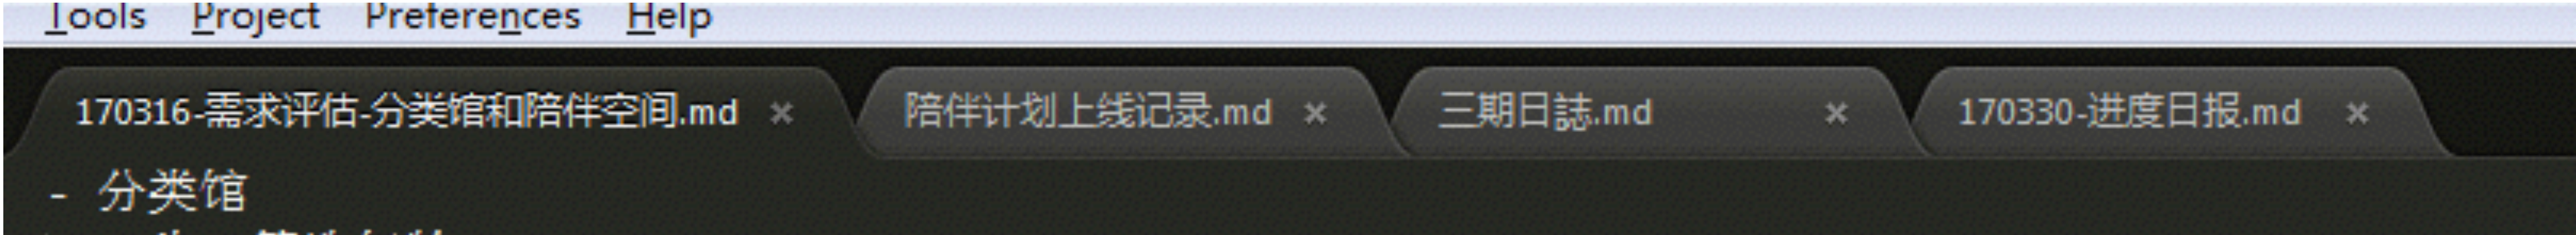 Tools Project Preferences Help
170316-需求评估-分类馆和陪伴空间.md × 陪伴计划上线记录.md × 三期日誌.md × 170330-进度日报.md ×
- 分类馆